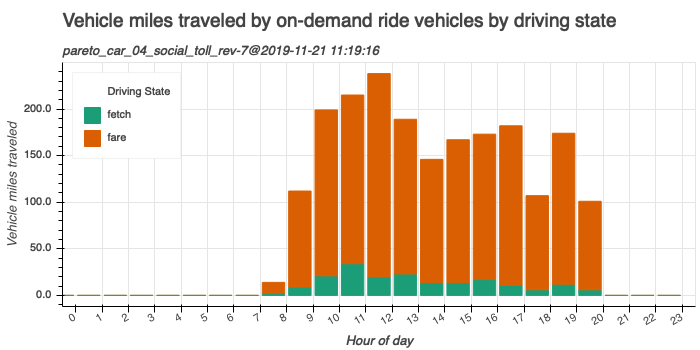 Vehicle miles traveled by on-demand ride vehicles by driving state
pareto_car_04_social_toll_rev-7@2019-11-21 11:19:16
Driving State
fetch
fare
200.0
150.0
100.0
50.0
0.0
Vehicle miles traveled
0 1 2 3 4 5 6 7 8 9 10 11 12 13 14 15 16 17 18 19 20 21 22 23
Hour of day